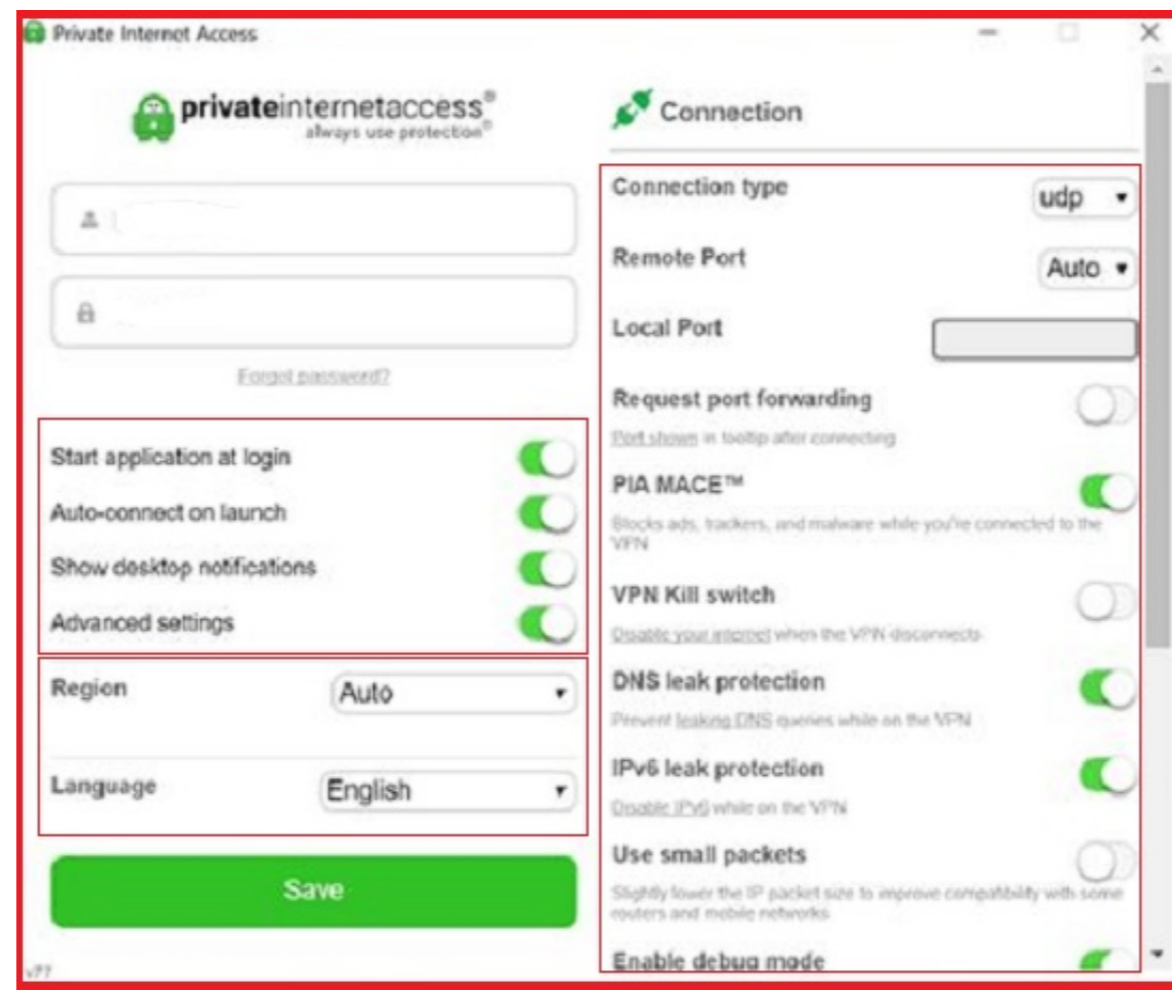 Private Internet Access
privateinternetaccess®
always use protection®
Forgot password?
Start application at login
Auto-connect on launch
Show desktop notifications
Advanced settings
Region
Auto
Language
English
Save
v77
Connection
Connection type
udp
Remote Port
Auto
Local Port
Request port forwarding
Port shown in tooltip after connecting
PIA MACE™
Blocks ads, trackers, and malware while you're connected to the
VPN
VPN Kill switch
Disable your internet when the VPN disconnects
DNS leak protection
Prevent leaking DNS queries while on the VPN
IPv6 leak protection
Disable IPv6 while on the VPN
Use small packets
Slightly lower the IP packet size to improve compatibility with some
routers and mobile networks
Enable debug mode